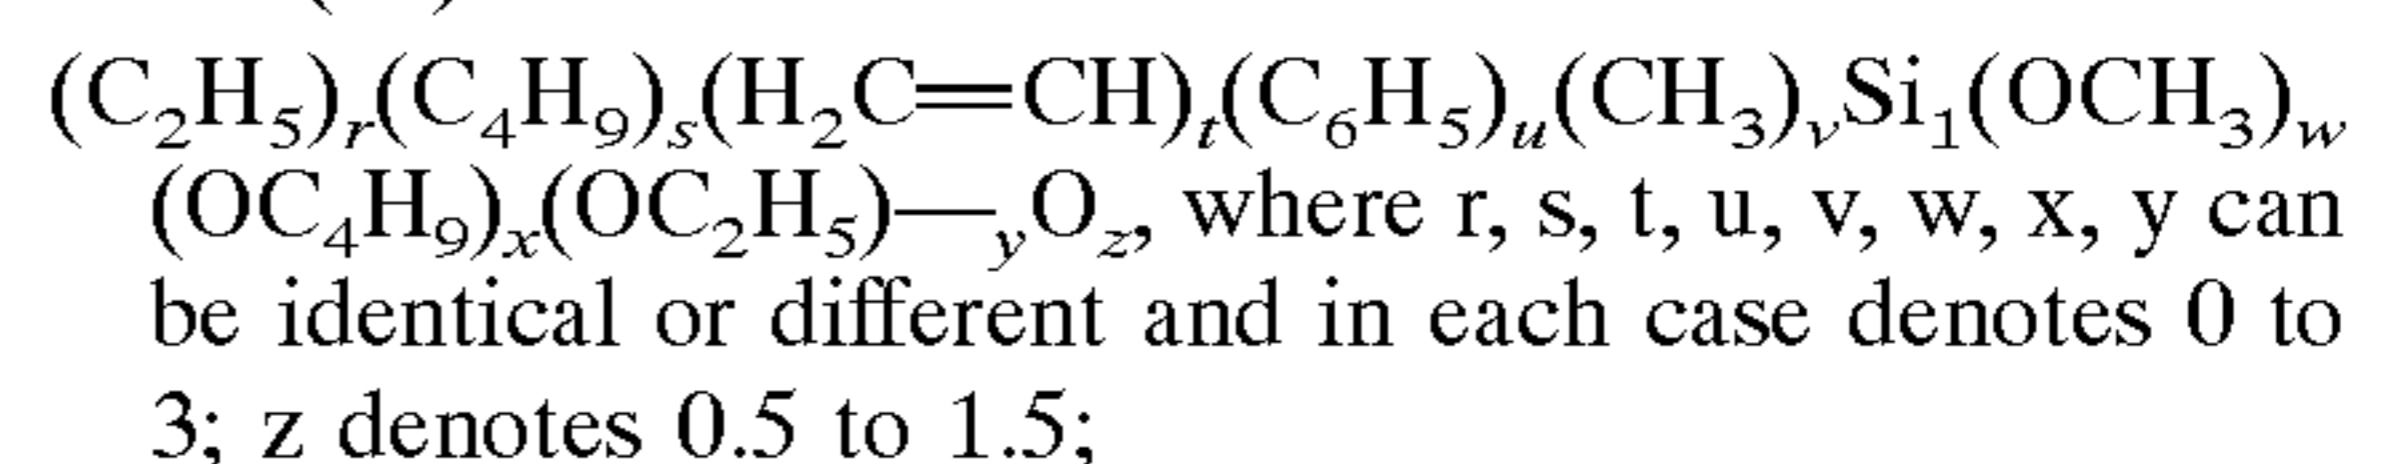 (C₂H₅)ᵣ(C₄H₉)ₛ(H₂C=CH)ₜ(C₆H₅)ᵤ(CH₃)ᵥSi₁(OCH₃)w
(OC₄H₉)ₓ(OC₂H₅)—yO_z, where r, s, t, u, v, w, x, y can
be identical or different and in each case denotes 0 to
3; z denotes 0.5 to 1.5;